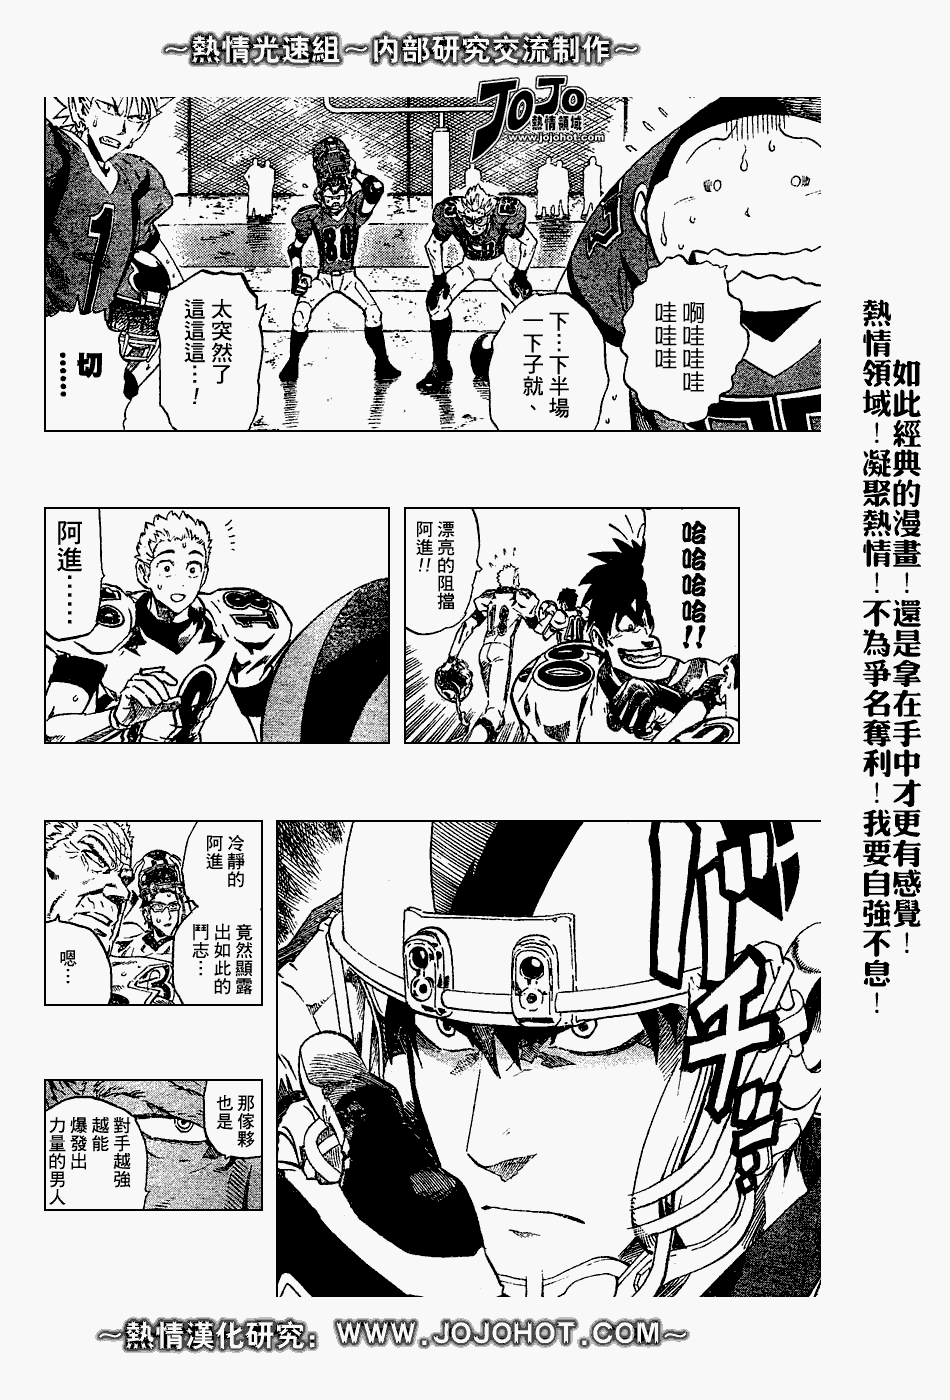 ～熱情光速組～內部研究交流制作～
JOJO
熱情領域
www.jojohot.com
啊哇哇哇
哇哇哇
下…下半場
一下子就、
太突然了
這這這…！
切……
哈哈哈哈哈!!
漂亮的阻擋
阿進!!
阿進……
バチッ
冷靜的
阿進
竟然顯露
出如此的
鬥志…
嗯…
那傢夥
也是
對手越強
越能
爆發出
力量的男人
如此經典的漫畫！還是拿在手中才更有感覺！
熱情領域！凝聚熱情！不為爭名奪利！我要自強不息！
～熱情漢化研究：WWW.JOJOHOT.COM～